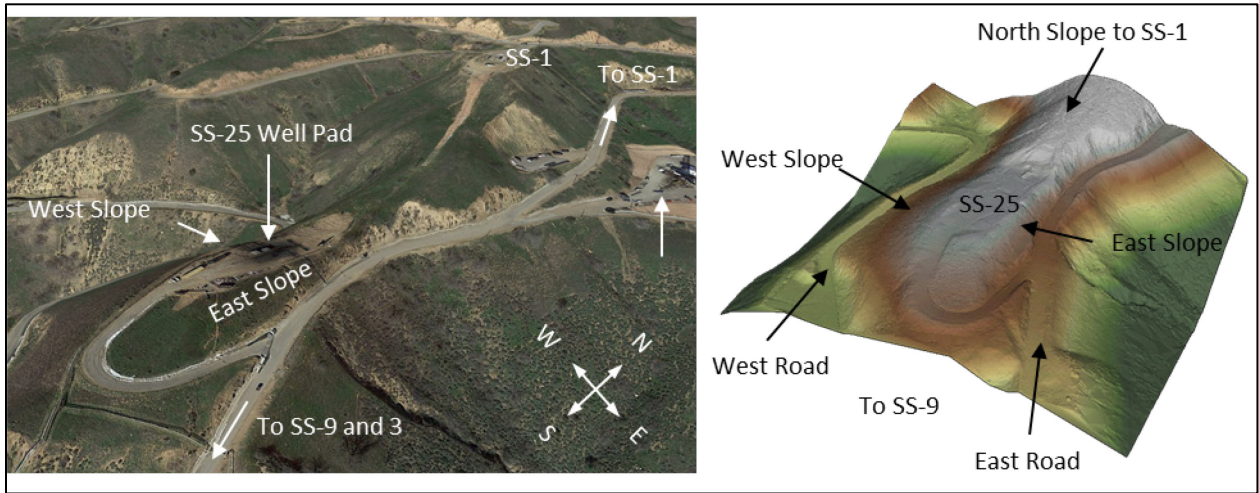 SS-1
To SS-1
SS-25 Well Pad
West Slope
East Slope
W
N
S
E
To SS-9 and 3
North Slope to SS-1
West Slope
SS-25
East Slope
West Road
To SS-9
East Road